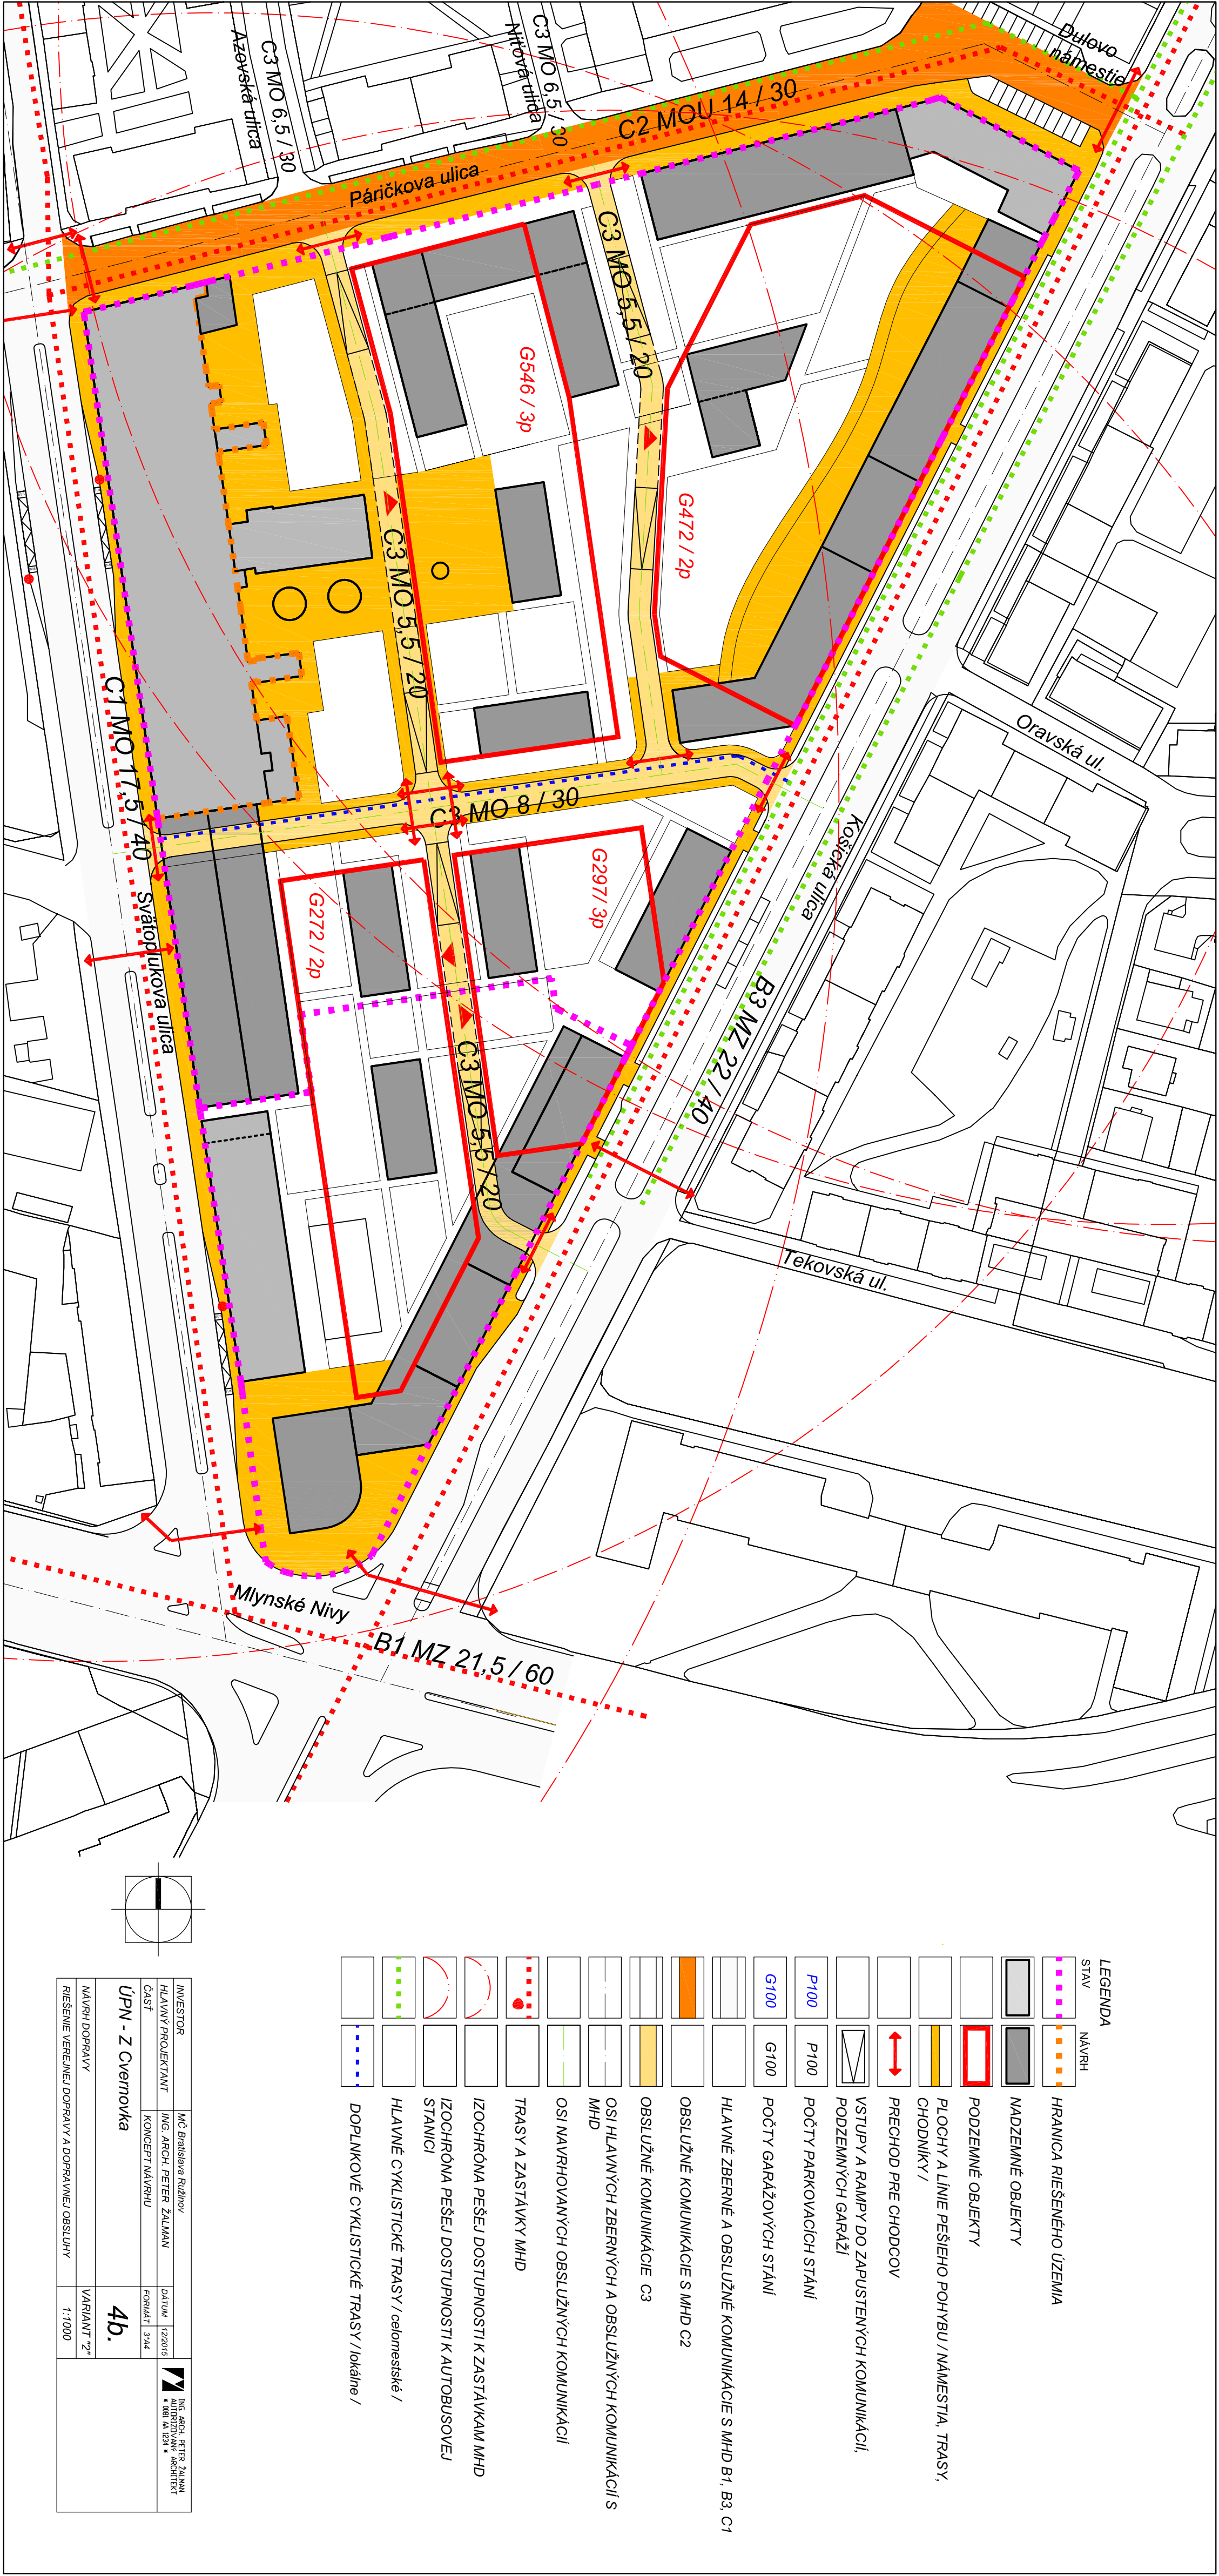 Dulovo
námestie
C3 MO 6,5 / 30
Niťová ulica
C3 MO 6,5 / 30
Azovská ulica
C2 MOU 14 / 30
Páričkova ulica
C3 MO 5,5 / 20
G546 / 3p
G472 / 2p
C3 MO 5,5 / 20
Oravská ul.
C1 MO 17,5 / 40
C3 MO 8 / 30
Košická ulica
G297/ 3p
G272 / 2p
Svätoplukova ulica
B3 MZ 22 / 40
C3 MO 5,5 / 20
Tekovská ul.
Mlynské Nivy
B1 MZ 21,5 / 60
LEGENDA
STAV
NÁVRH
HRANICA RIEŠENÉHO ÚZEMIA
NADZEMNÉ OBJEKTY
PODZEMNÉ OBJEKTY
PLOCHY A LÍNIE PEŠIEHO POHYBU / NÁMESTIA, TRASY,
CHODNÍKY /
PRECHOD PRE CHODCOV
VSTUPY A RAMPY DO ZAPUSTENÝCH KOMUNIKÁCIÍ,
PODZEMNÝCH GARÁŽÍ
P100
P100
POČTY PARKOVACÍCH STÁNÍ
G100
G100
POČTY GARÁŽOVÝCH STÁNÍ
HLAVNÉ ZBERNÉ A OBSLUŽNÉ KOMUNIKÁCIE S MHD B1, B3, C1
OBSLUŽNÉ KOMUNIKÁCIE S MHD C2
OBSLUŽNÉ KOMUNIKÁCIE C3
OSI HLAVNÝCH ZBERNÝCH A OBSLUŽNÝCH KOMUNIKÁCIÍ S
MHD
OSI NAVRHOVANÝCH OBSLUŽNÝCH KOMUNIKÁCIÍ
TRASY A ZASTÁVKY MHD
IZOCHRÓNA PEŠEJ DOSTUPNOSTI K ZASTÁVKAM MHD
IZOCHRÓNA PEŠEJ DOSTUPNOSTI K AUTOBUSOVEJ
STANICI
HLAVNÉ CYKLISTICKÉ TRASY / celomestské /
DOPLNKOVÉ CYKLISTICKÉ TRASY / lokálne /
INVESTOR
MČ Bratislava Ružinov
HLAVNÝ PROJEKTANT
ING. ARCH. PETER ŽALMAN
DÁTUM
12/2015
ČASŤ
KONCEPT NÁVRHU
FORMÁT
3*A4
ÚPN - Z Cvernovka
4b.
NÁVRH DOPRAVY
VARIANT "2"
RIEŠENIE VEREJNEJ DOPRAVY A DOPRAVNEJ OBSLUHY
1:1000
ING. ARCH. PETER ŽALMAN
AUTORIZOVANÝ ARCHITEKT
* 0081 AA 1234 *